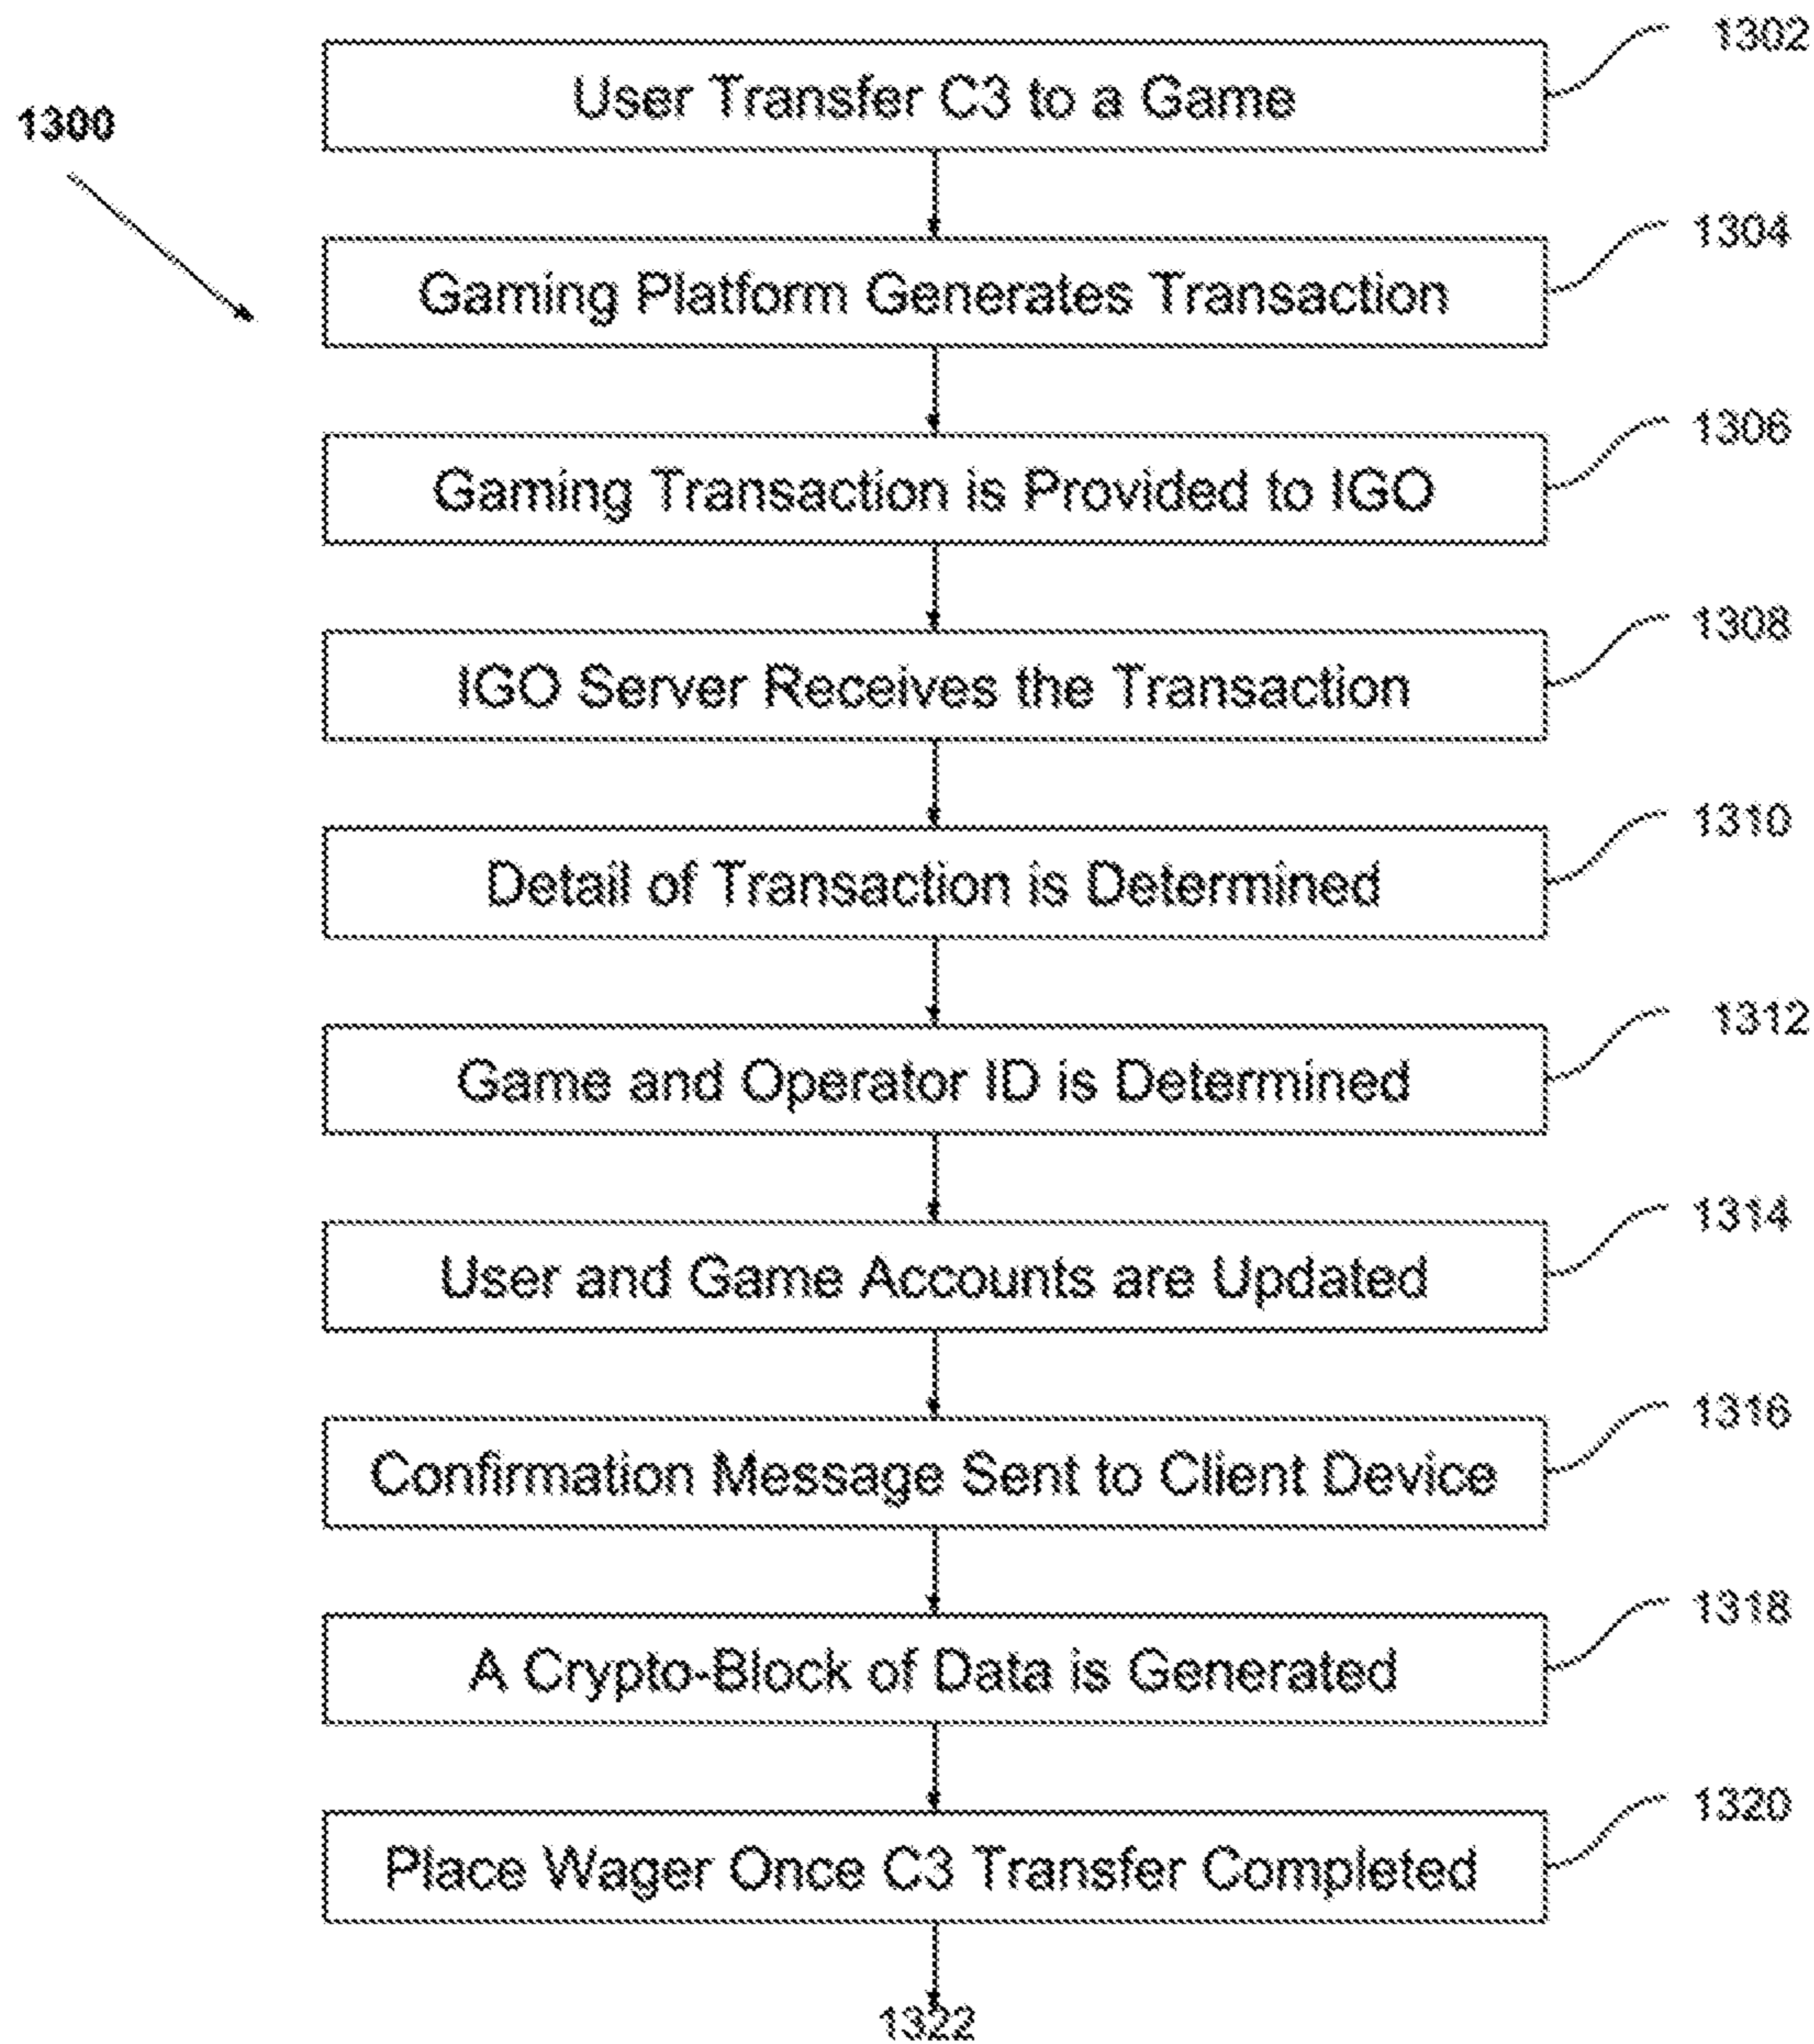 1302
User Transfer C3 to a Game
1300
1304
Gaming Platform Generates Transaction
1306
Gaming Transaction is Provided to IGO
1308
IGO Server Receives the Transaction
1310
Detail of Transaction is Determined
1312
Game and Operator ID is Determined
1314
User and Game Accounts are Updated
1316
Confirmation Message Sent to Client Device
1318
A Crypto-Block of Data is Generated
1320
Place Wager Once C3 Transfer Completed
1322